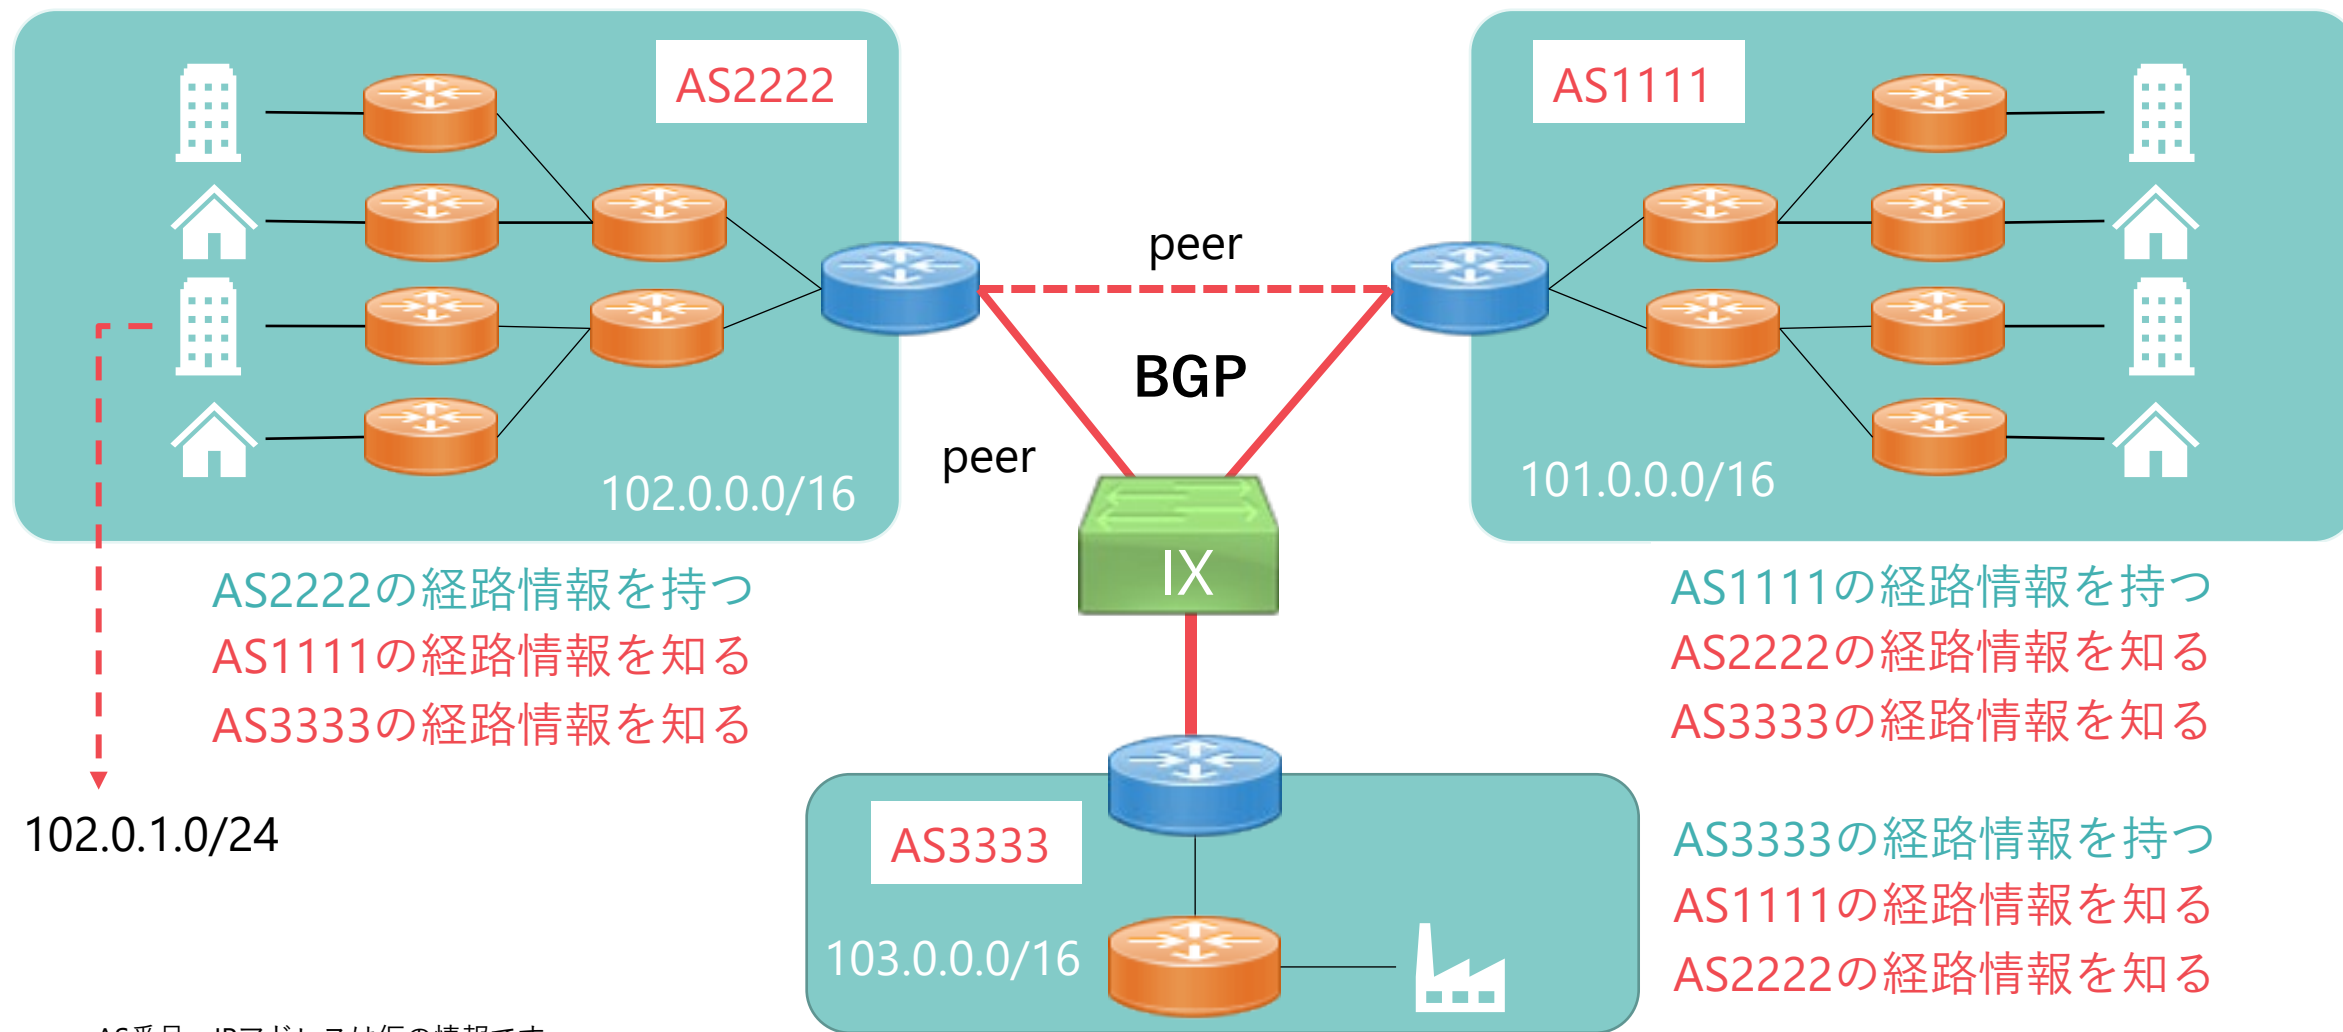 AS2222
102.0.0.0/16
AS1111
101.0.0.0/16
peer
BGP
peer
IX
AS2222の経路情報を持つ
AS1111の経路情報を知る
AS3333の経路情報を知る
AS1111の経路情報を持つ
AS2222の経路情報を知る
AS3333の経路情報を知る
102.0.1.0/24
AS3333
103.0.0.0/16
AS3333の経路情報を持つ
AS1111の経路情報を知る
AS2222の経路情報を知る